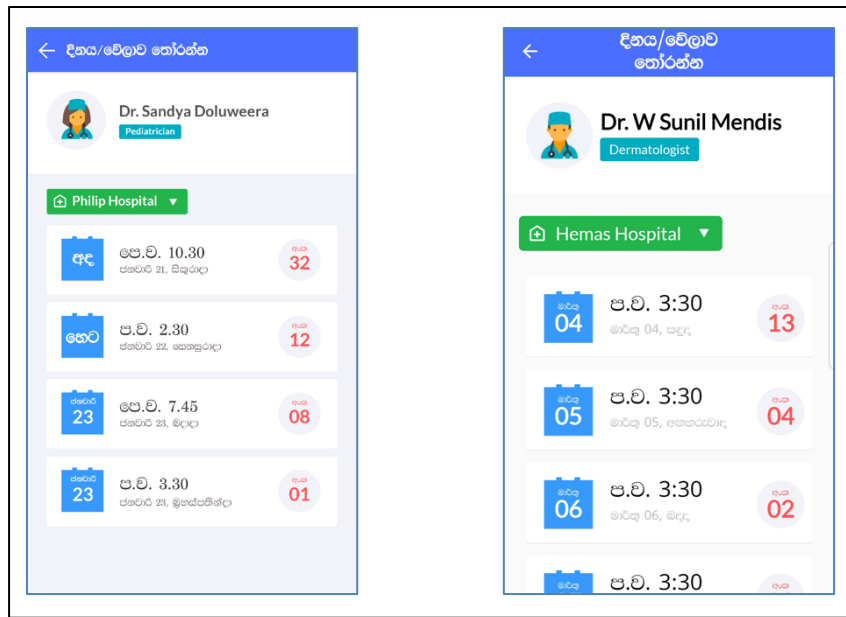 දිනය/වේලාව තෝරන්න
Dr. Sandya Doluweera
Pediatrician
Philip Hospital
අද
පෙ.ව. 10.30
ජනවාරි 21, සිකුරාදා
අංක
32
හෙට
ප.ව. 2.30
ජනවාරි 22, සෙනසුරාදා
අංක
12
ජනවාරි
23
පෙ.ව. 7.45
ජනවාරි 23, බදාදා
අංක
08
ජනවාරි
23
ප.ව. 3.30
ජනවාරි 23, බ්‍රහස්පතින්දා
අංක
01
දිනය/වේලාව
තෝරන්න
Dr. W Sunil Mendis
Dermatologist
Hemas Hospital
මාර්තු
04
ප.ව. 3:30
මාර්තු 04, සඳුදා
අංක
13
මාර්තු
05
ප.ව. 3:30
මාර්තු 05, අඟහරුවාදා
අංක
04
මාර්තු
06
ප.ව. 3:30
මාර්තු 06, බදාදා
අංක
02
මාර්තු
ප.ව. 3:30
අංක